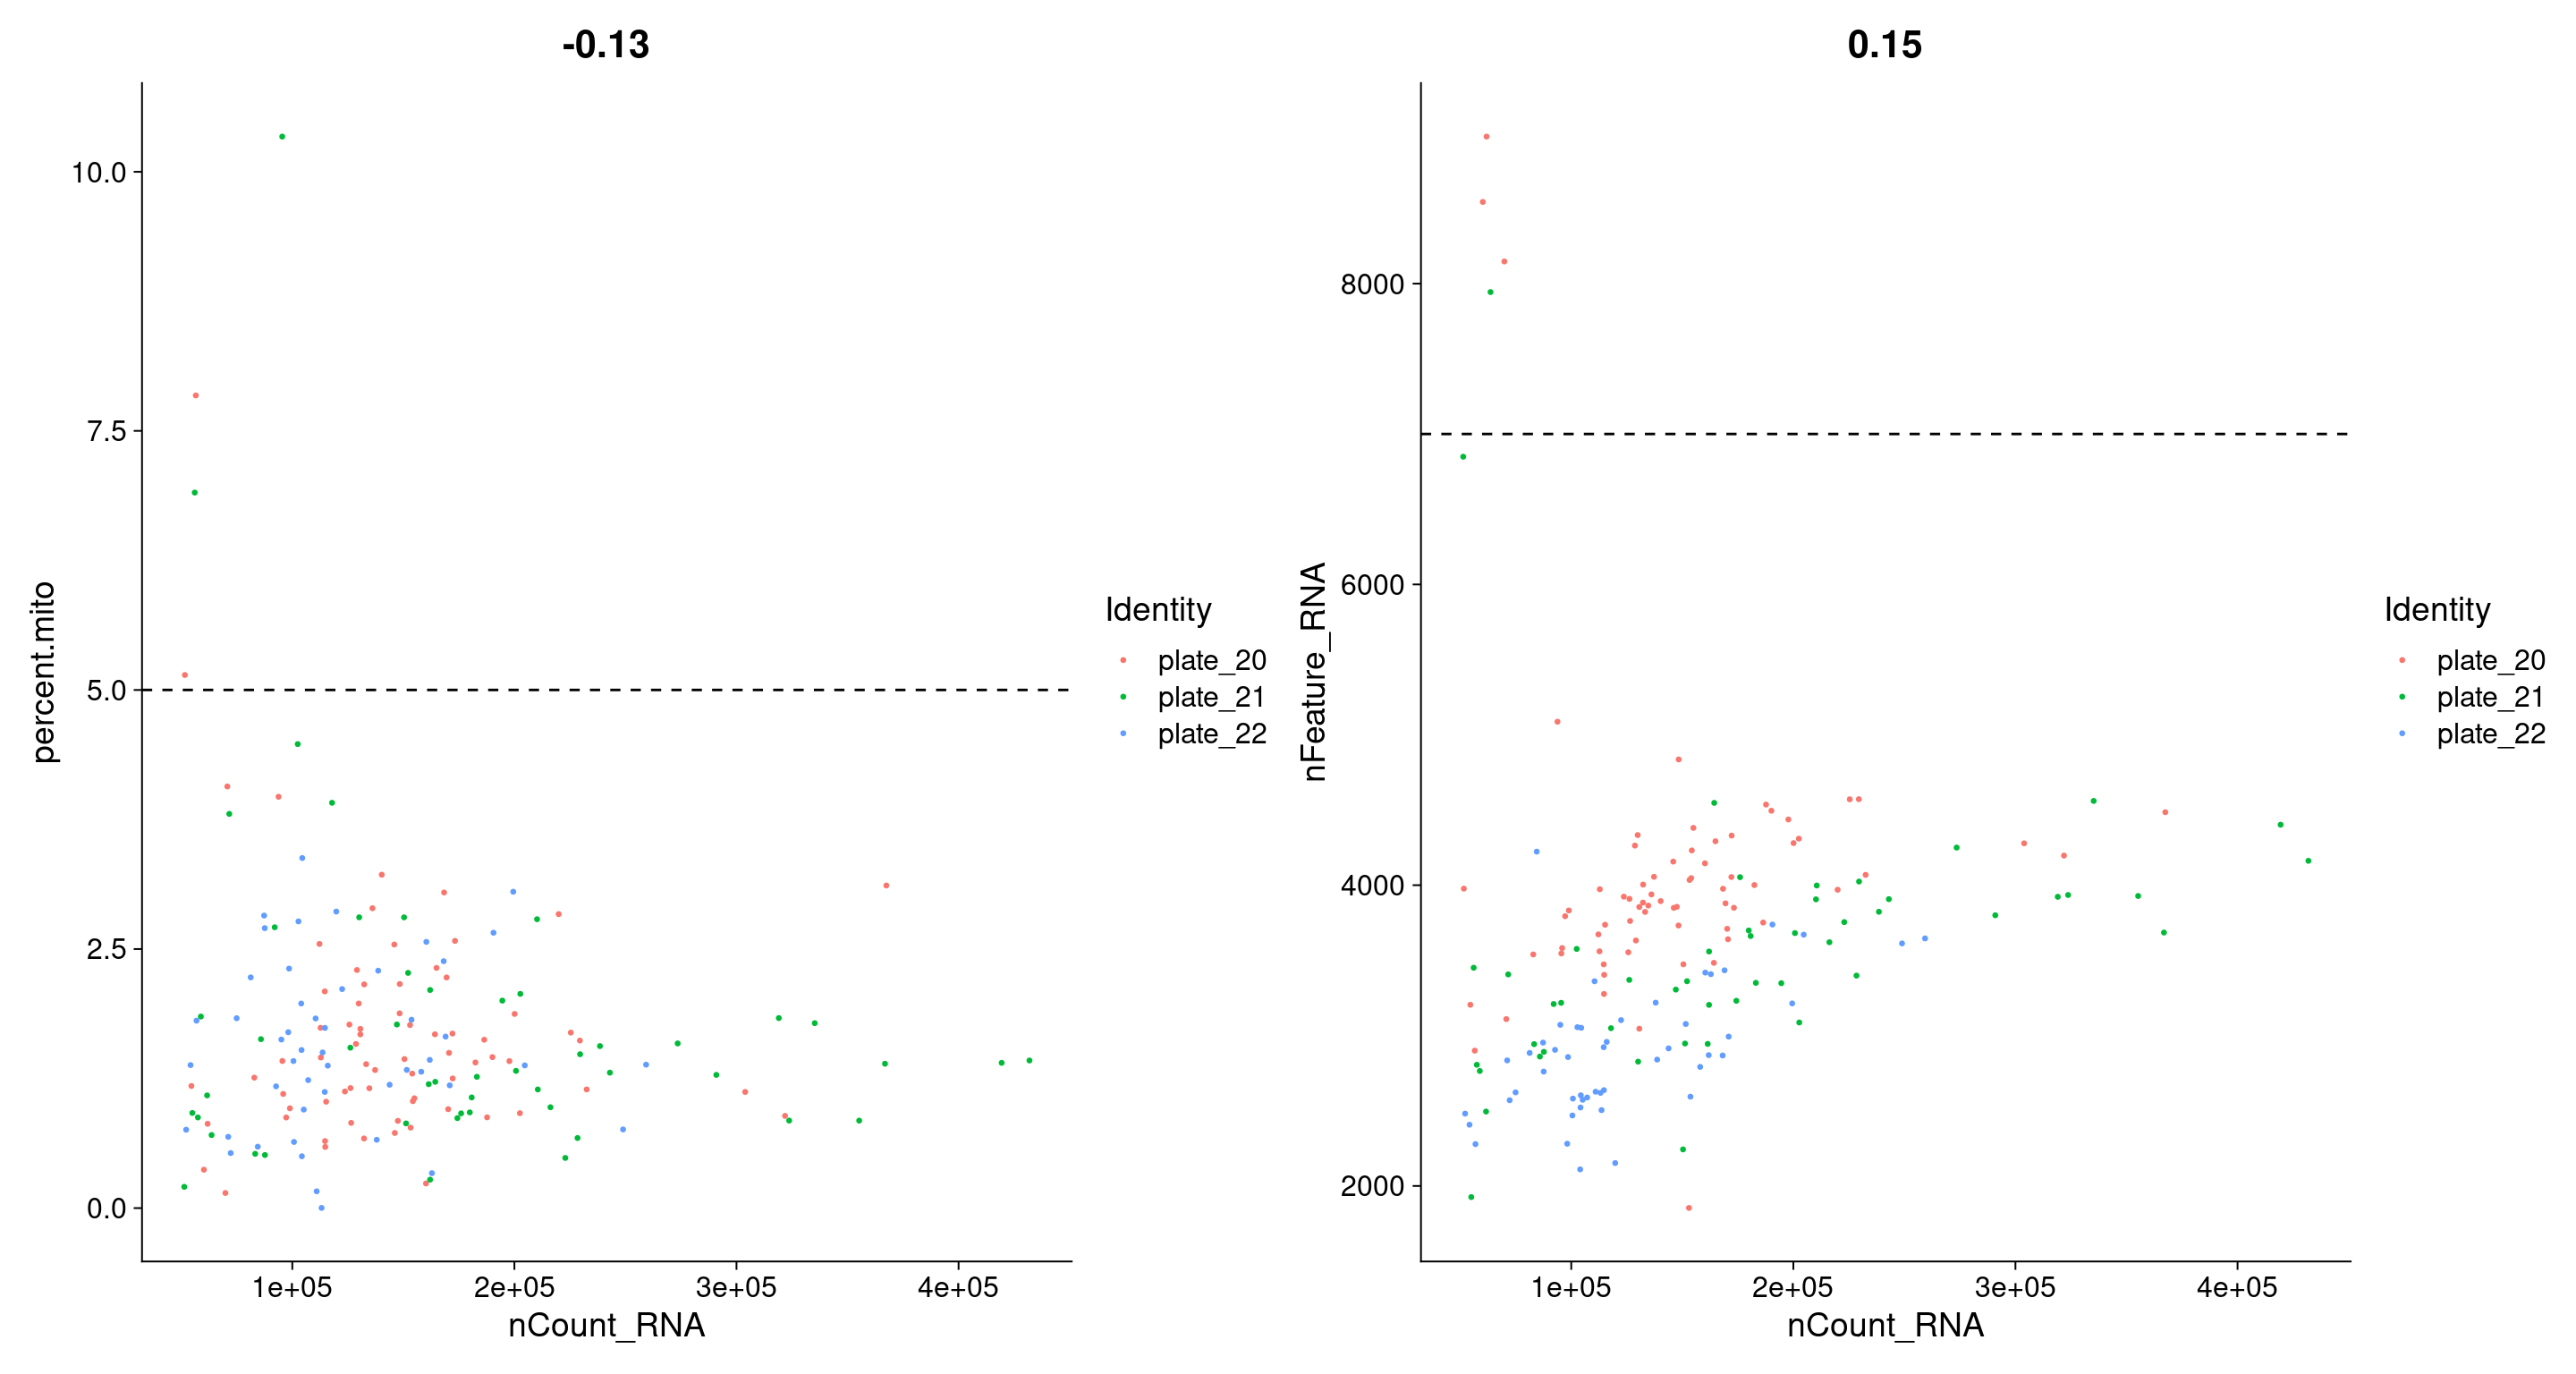 -0.13
10.0
7.5
5.0
2.5
0.0
percent.mito
1e+05 2e+05 3e+05 4e+05
nCount_RNA
Identity
plate_20
plate_21
plate_22
0.15
8000
6000
4000
2000
nFeature_RNA
1e+05 2e+05 3e+05 4e+05
nCount_RNA
Identity
plate_20
plate_21
plate_22